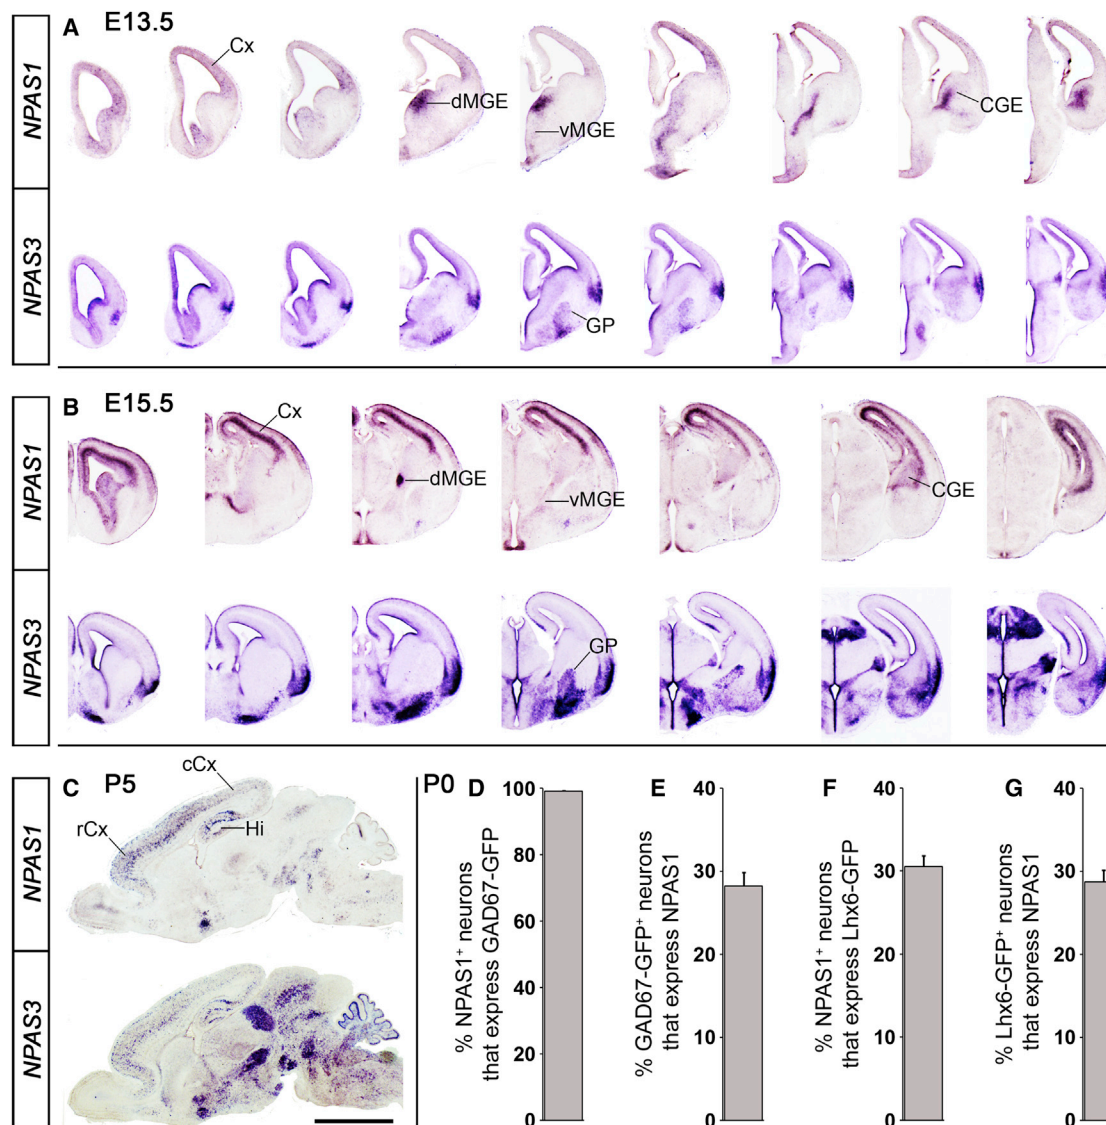 A E13.5
NPAS1
Cx
dMGE
vMGE
CGE
NPAS3
GP
B E15.5
NPAS1
Cx
dMGE
vMGE
CGE
NPAS3
GP
C P5
NPAS1
cCx
rCx
Hi
NPAS3
P0
D
% NPAS1+ neurons
that express GAD67-GFP
100
80
60
40
20
0
E
% GAD67-GFP+ neurons
that express NPAS1
40
30
20
10
0
F
% NPAS1+ neurons
that express Lhx6-GFP
40
30
20
10
0
G
% Lhx6-GFP+ neurons
that express NPAS1
40
30
20
10
0